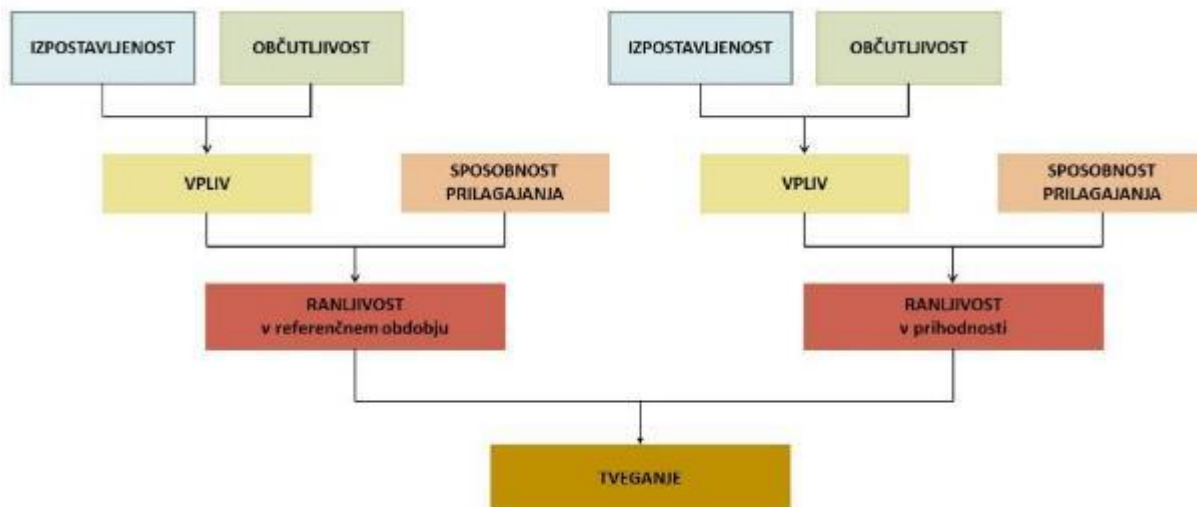 IZPOSTAVLJENOST
OBČUTLJIVOST
IZPOSTAVLJENOST
OBČUTLJIVOST
VPLIV
SPOSOBNOST
PRILAGAJANJA
VPLIV
SPOSOBNOST
PRILAGAJANJA
RANLJIVOST
v referenčnem obdobju
RANLJIVOST
v prihodnosti
TVEGANJE